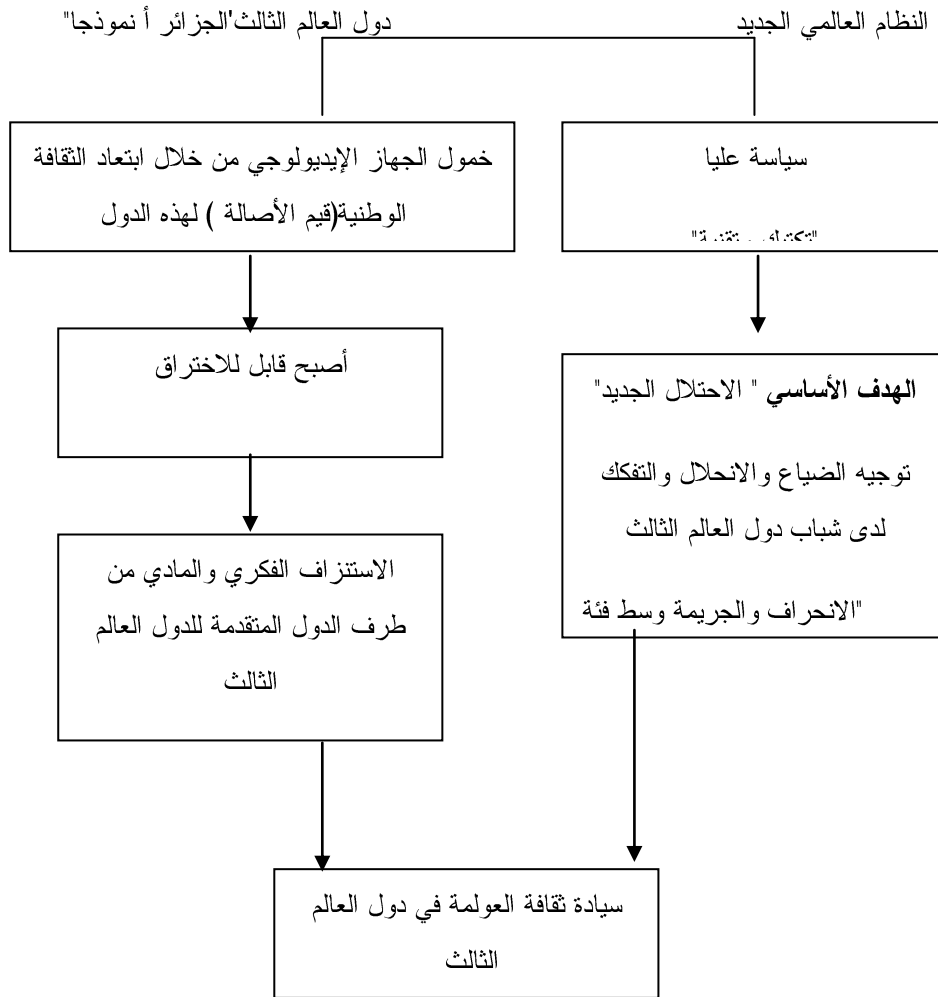 النظام العالمي الجديد
دول العالم الثالث'الجزائر أ نموذجا"
سياسة عليا
"تكتيك وتقنية"
الهدف الأساسي " الاحتلال الجديد"
توجيه الضياع والانحلال والتفكك
لدى شباب دول العالم الثالث
"الانحراف والجريمة وسط فئة
خمول الجهاز الإيديولوجي من خلال ابتعاد الثقافة
الوطنية(قيم الأصالة ) لهذه الدول
أصبح قابل للاختراق
الاستنزاف الفكري والمادي من
طرف الدول المتقدمة للدول العالم
الثالث
سيادة ثقافة العولمة في دول العالم
الثالث